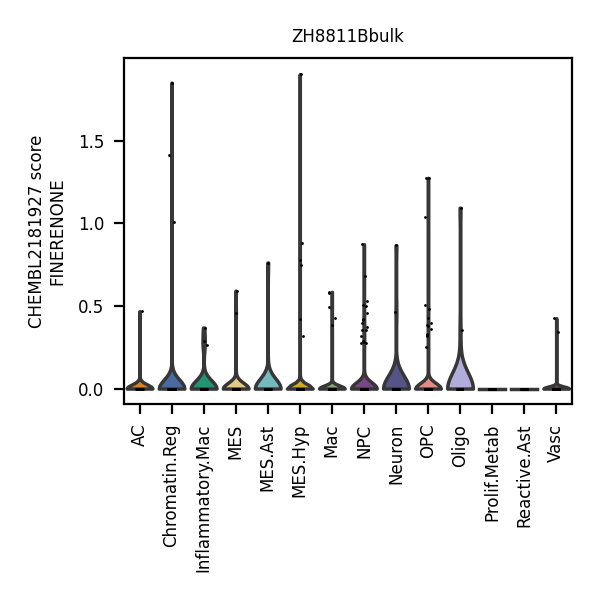 ZH8811Bbulk
CHEMBL2181927 score
FINERENONE
1.5
1.0
0.5
0.0
AC
Chromatin.Reg
Inflammatory.Mac
MES
MES.Ast
MES.Hyp
Mac
NPC
Neuron
OPC
Oligo
Prolif.Metab
Reactive.Ast
Vasc